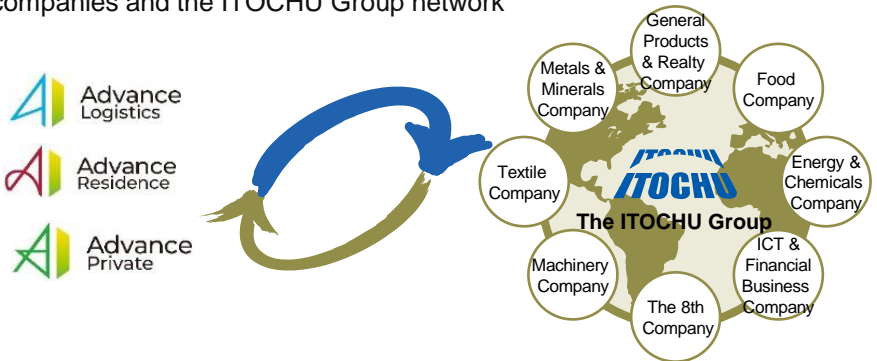 companies and the ITOCHU Group network
Advance
Logistics
Advance
Residence
Advance
Private
General
Products
& Realty
Company
Metals &
Minerals
Company
Food
Company
Textile
Company
Energy &
Chemicals
Company
ITOCHU
ITOCHU
The ITOCHU Group
Machinery
Company
ICT &
Financial
Business
Company
The 8th
Company